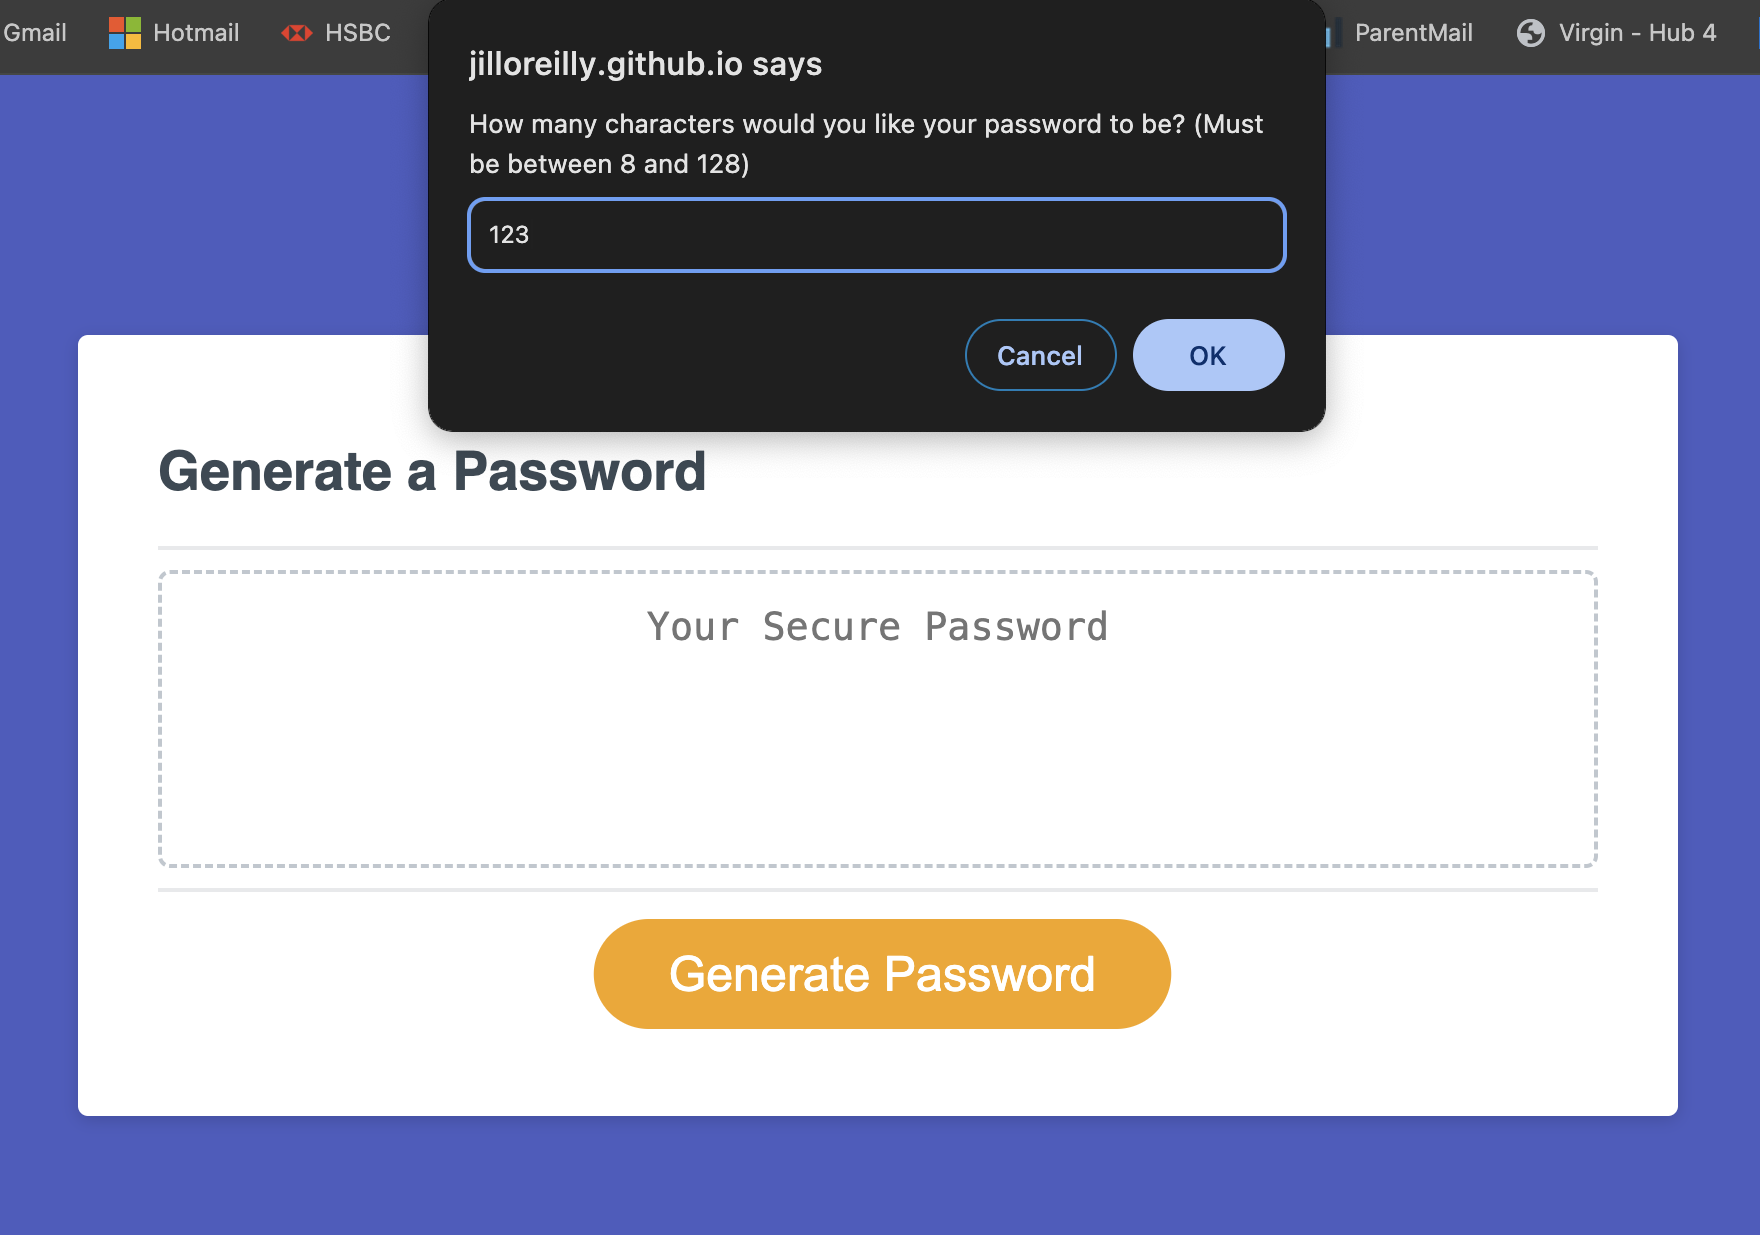 Gmail Hotmail HSBC ParentMail Virgin - Hub 4
jilloreilly.github.io says
How many characters would you like your password to be? (Must
be between 8 and 128)
123
Cancel OK
Generate a Password
Your Secure Password
Generate Password